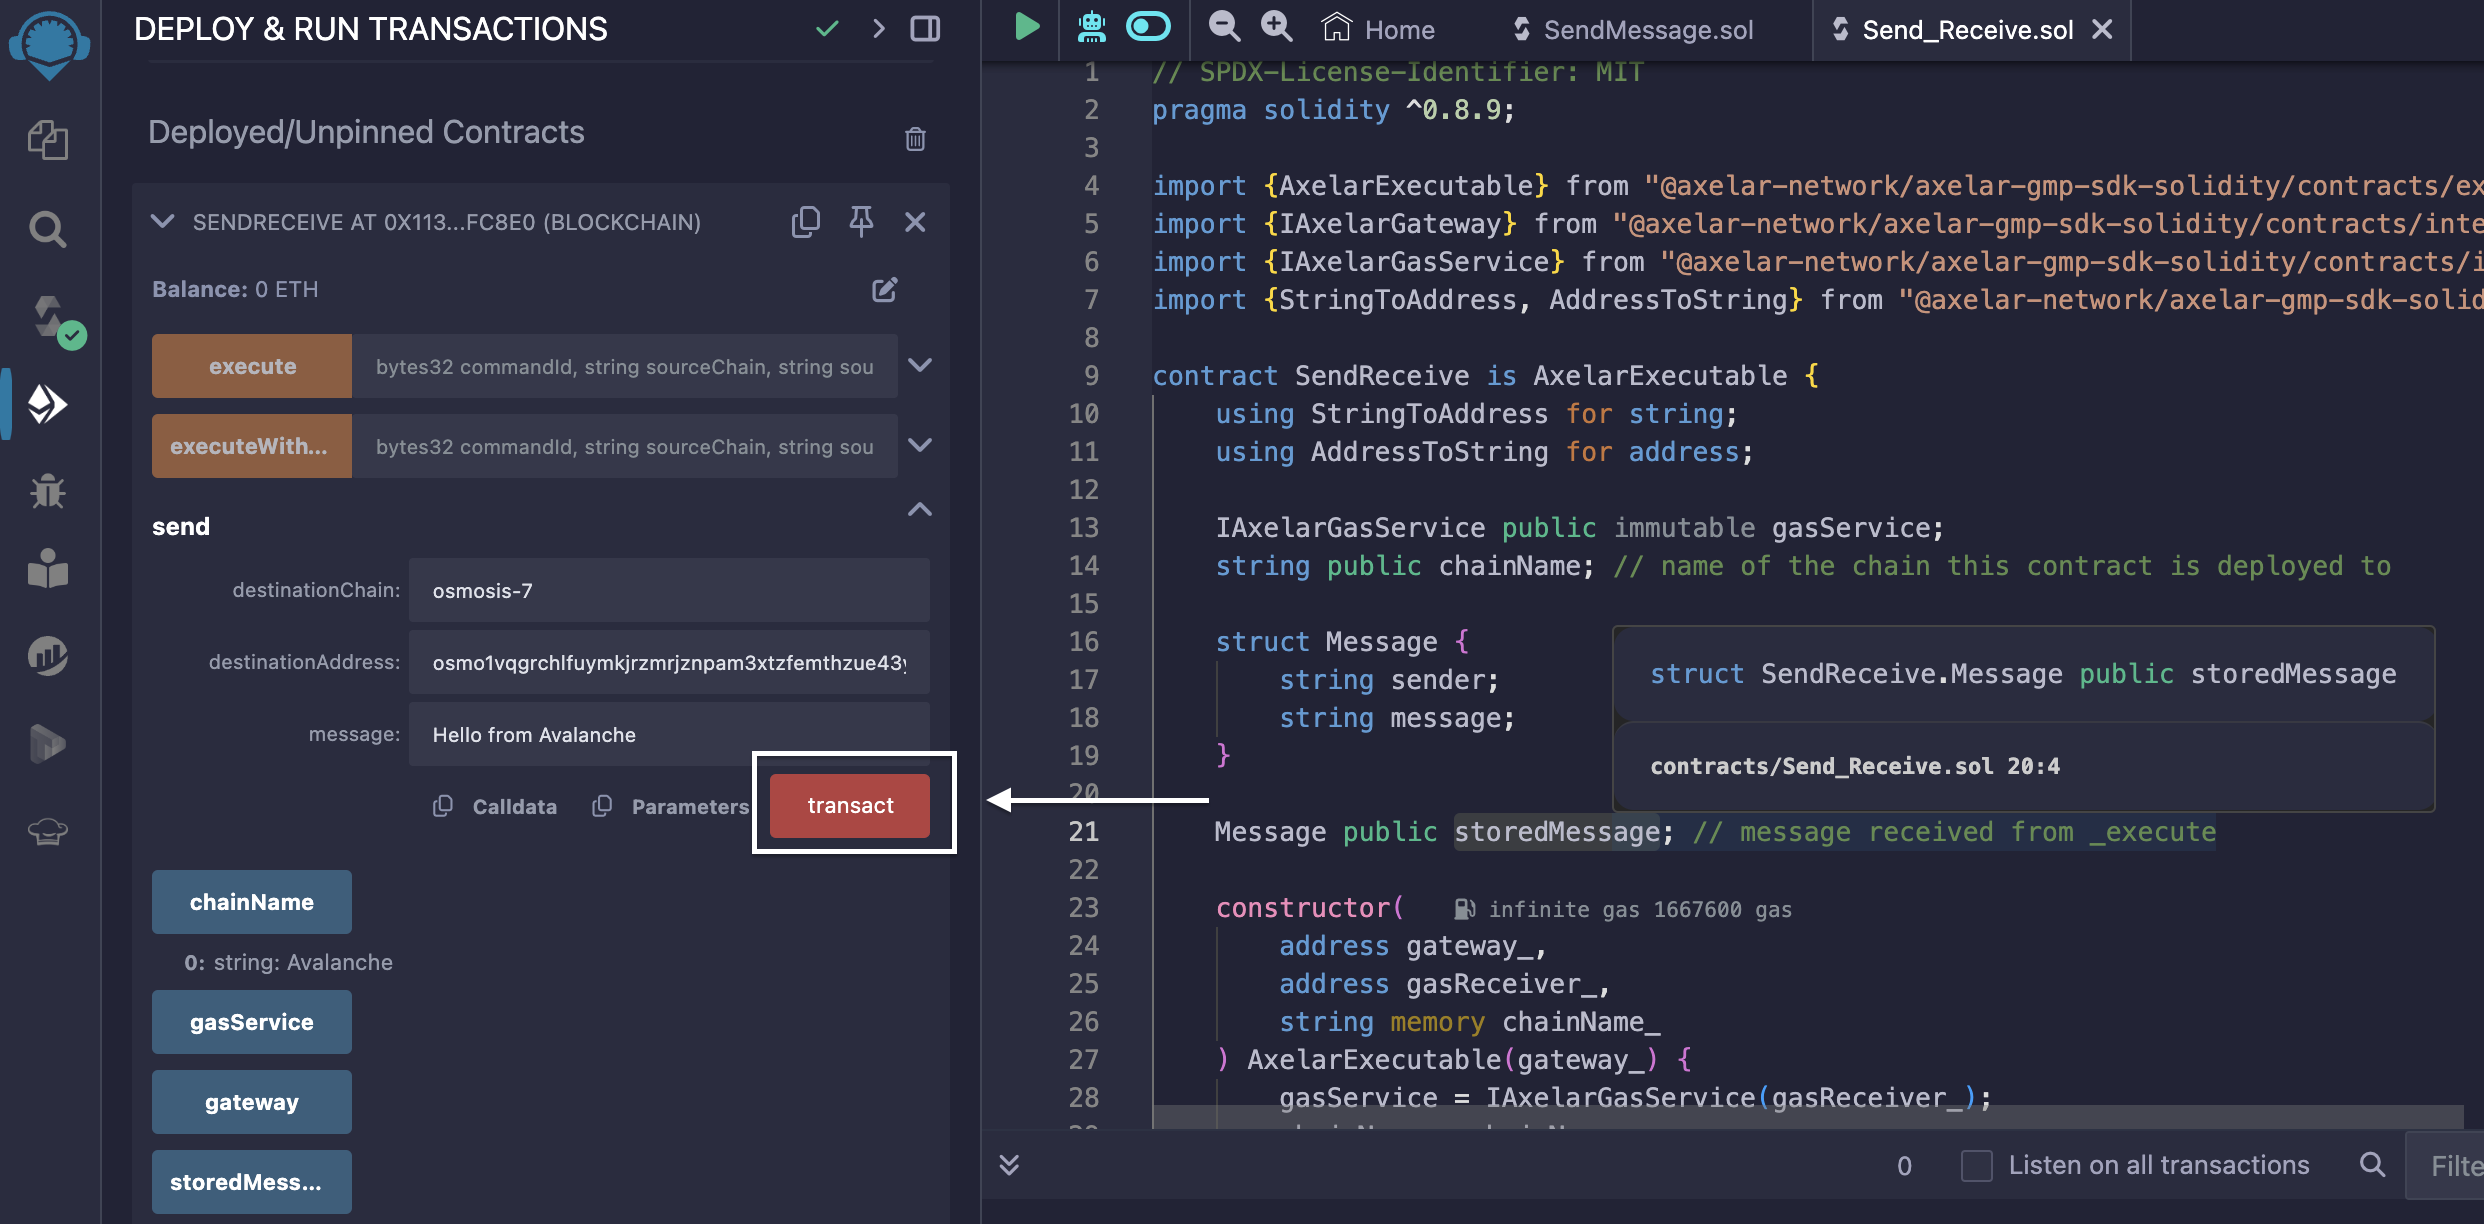 DEPLOY & RUN TRANSACTIONS
Deployed/Unpinned Contracts
SENDRECEIVE AT 0X113...FC8E0 (BLOCKCHAIN)
Balance: 0 ETH
execute
bytes32 commandId, string sourceChain, string sou
executeWith...
bytes32 commandId, string sourceChain, string sou
send
destinationChain:
osmosis-7
destinationAddress:
osmo1vqgrchlfuymkjrzmrjznpam3xtzfemthzue43y
message:
Hello from Avalanche
Calldata
Parameters
transact
chainName
0: string: Avalanche
gasService
gateway
storedMess...
Home
SendMessage.sol
Send_Receive.sol
1 // SPDX-License-Identifier: MIT
2 pragma solidity ^0.8.9;
3
4 import {AxelarExecutable} from "@axelar-network/axelar-gmp-sdk-solidity/contracts/ex
5 import {IAxelarGateway} from "@axelar-network/axelar-gmp-sdk-solidity/contracts/inte
6 import {IAxelarGasService} from "@axelar-network/axelar-gmp-sdk-solidity/contracts/i
7 import {StringToAddress, AddressToString} from "@axelar-network/axelar-gmp-sdk-solid
8
9 contract SendReceive is AxelarExecutable {
10 using StringToAddress for string;
11 using AddressToString for address;
12
13 IAxelarGasService public immutable gasService;
14 string public chainName; // name of the chain this contract is deployed to
15
16 struct Message {
17 string sender;
18 string message;
19 }
20
struct SendReceive.Message public storedMessage
contracts/Send_Receive.sol 20:4
21 Message public storedMessage; // message received from _execute
22
23 constructor( infinite gas 1667600 gas
24 address gateway_,
25 address gasReceiver_,
26 string memory chainName_
27 ) AxelarExecutable(gateway_) {
28 gasService = IAxelarGasService(gasReceiver_);
0
Listen on all transactions
Filte